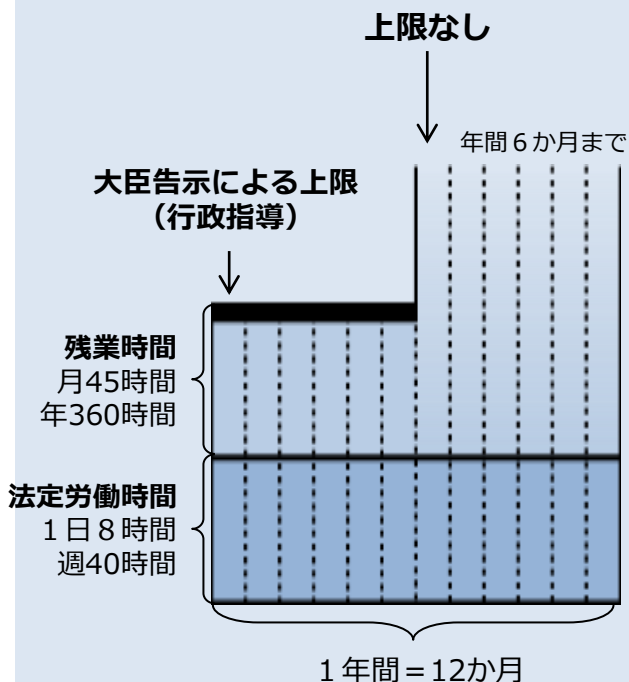 上限なし
年間６か月まで
大臣告示による上限
（行政指導）
残業時間
月45時間
年360時間
法定労働時間
１日８時間
週40時間
１年間＝12か月